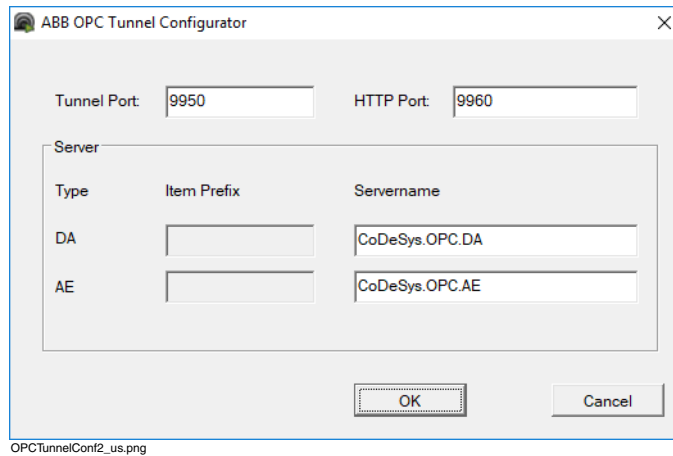 ABB OPC Tunnel Configurator
Tunnel Port: 9950 HTTP Port: 9960
Server
Type Item Prefix Servername
DA CoDeSys.OPC.DA
AE CoDeSys.OPC.AE
OK Cancel
OPCTunnelConf2_us.png